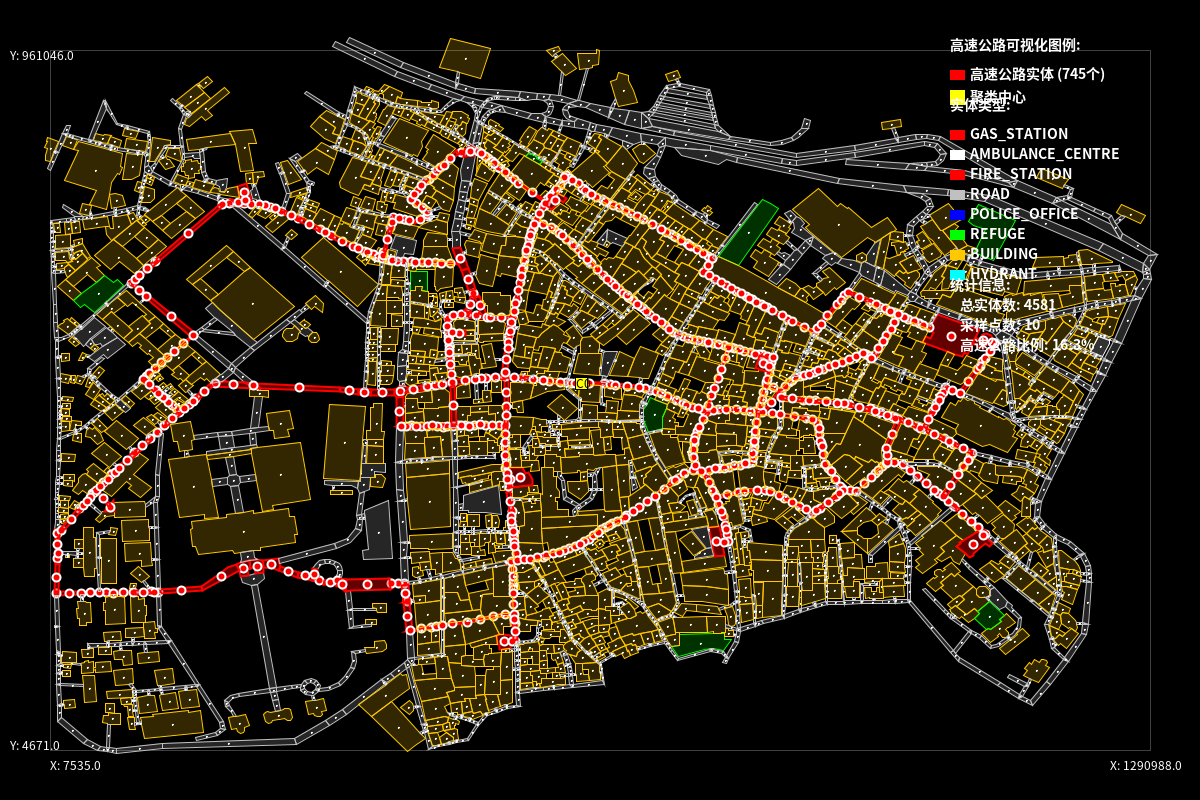 Y: 961046.0
高速公路可视化图例:
高速公路实体 (745个)
聚类中心
实体类型:
GAS_STATION
AMBULANCE_CENTRE
FIRE_STATION
ROAD
POLICE_OFFICE
REFUGE
BUILDING
HYDRANT
统计信息:
总实体数: 4581
采样点数: 10
高速公路比例: 16.3%
C0
Y: 4671.0
X: 7535.0
X: 1290988.0